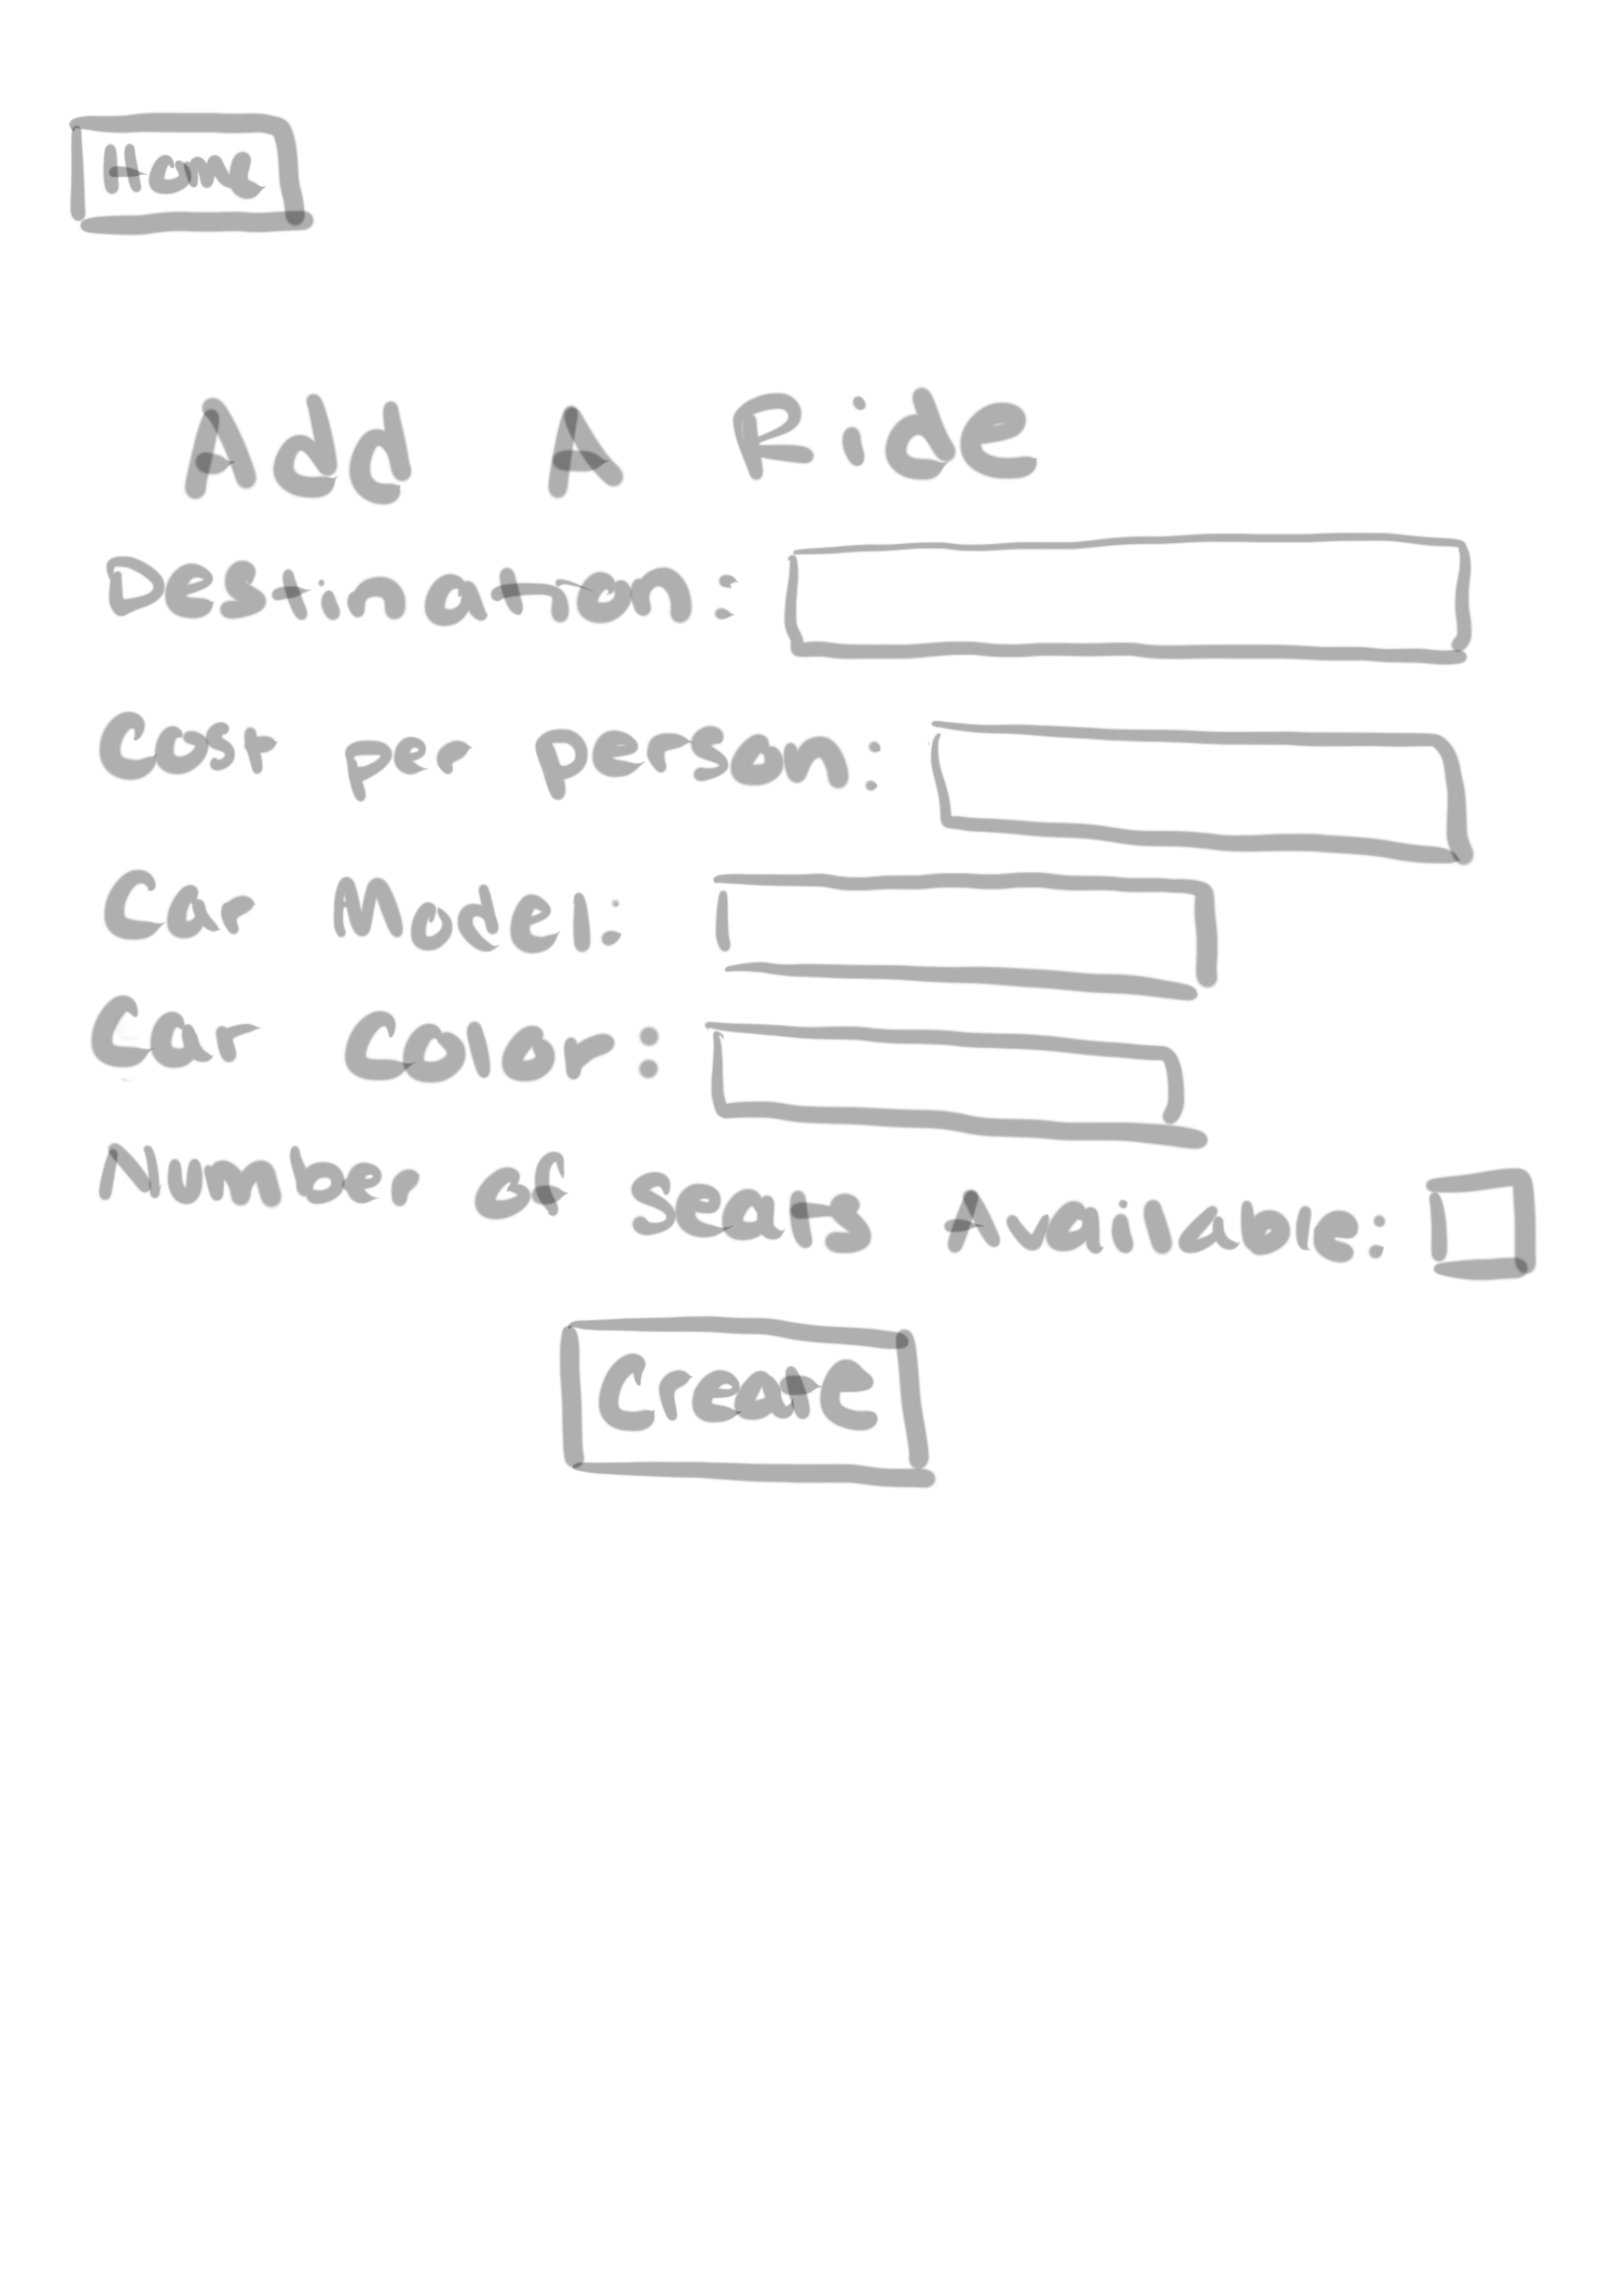 Home
Add A Ride
Destination:
Cost per person:
Car Model:
Car Color:
Number of seats Available:
Create